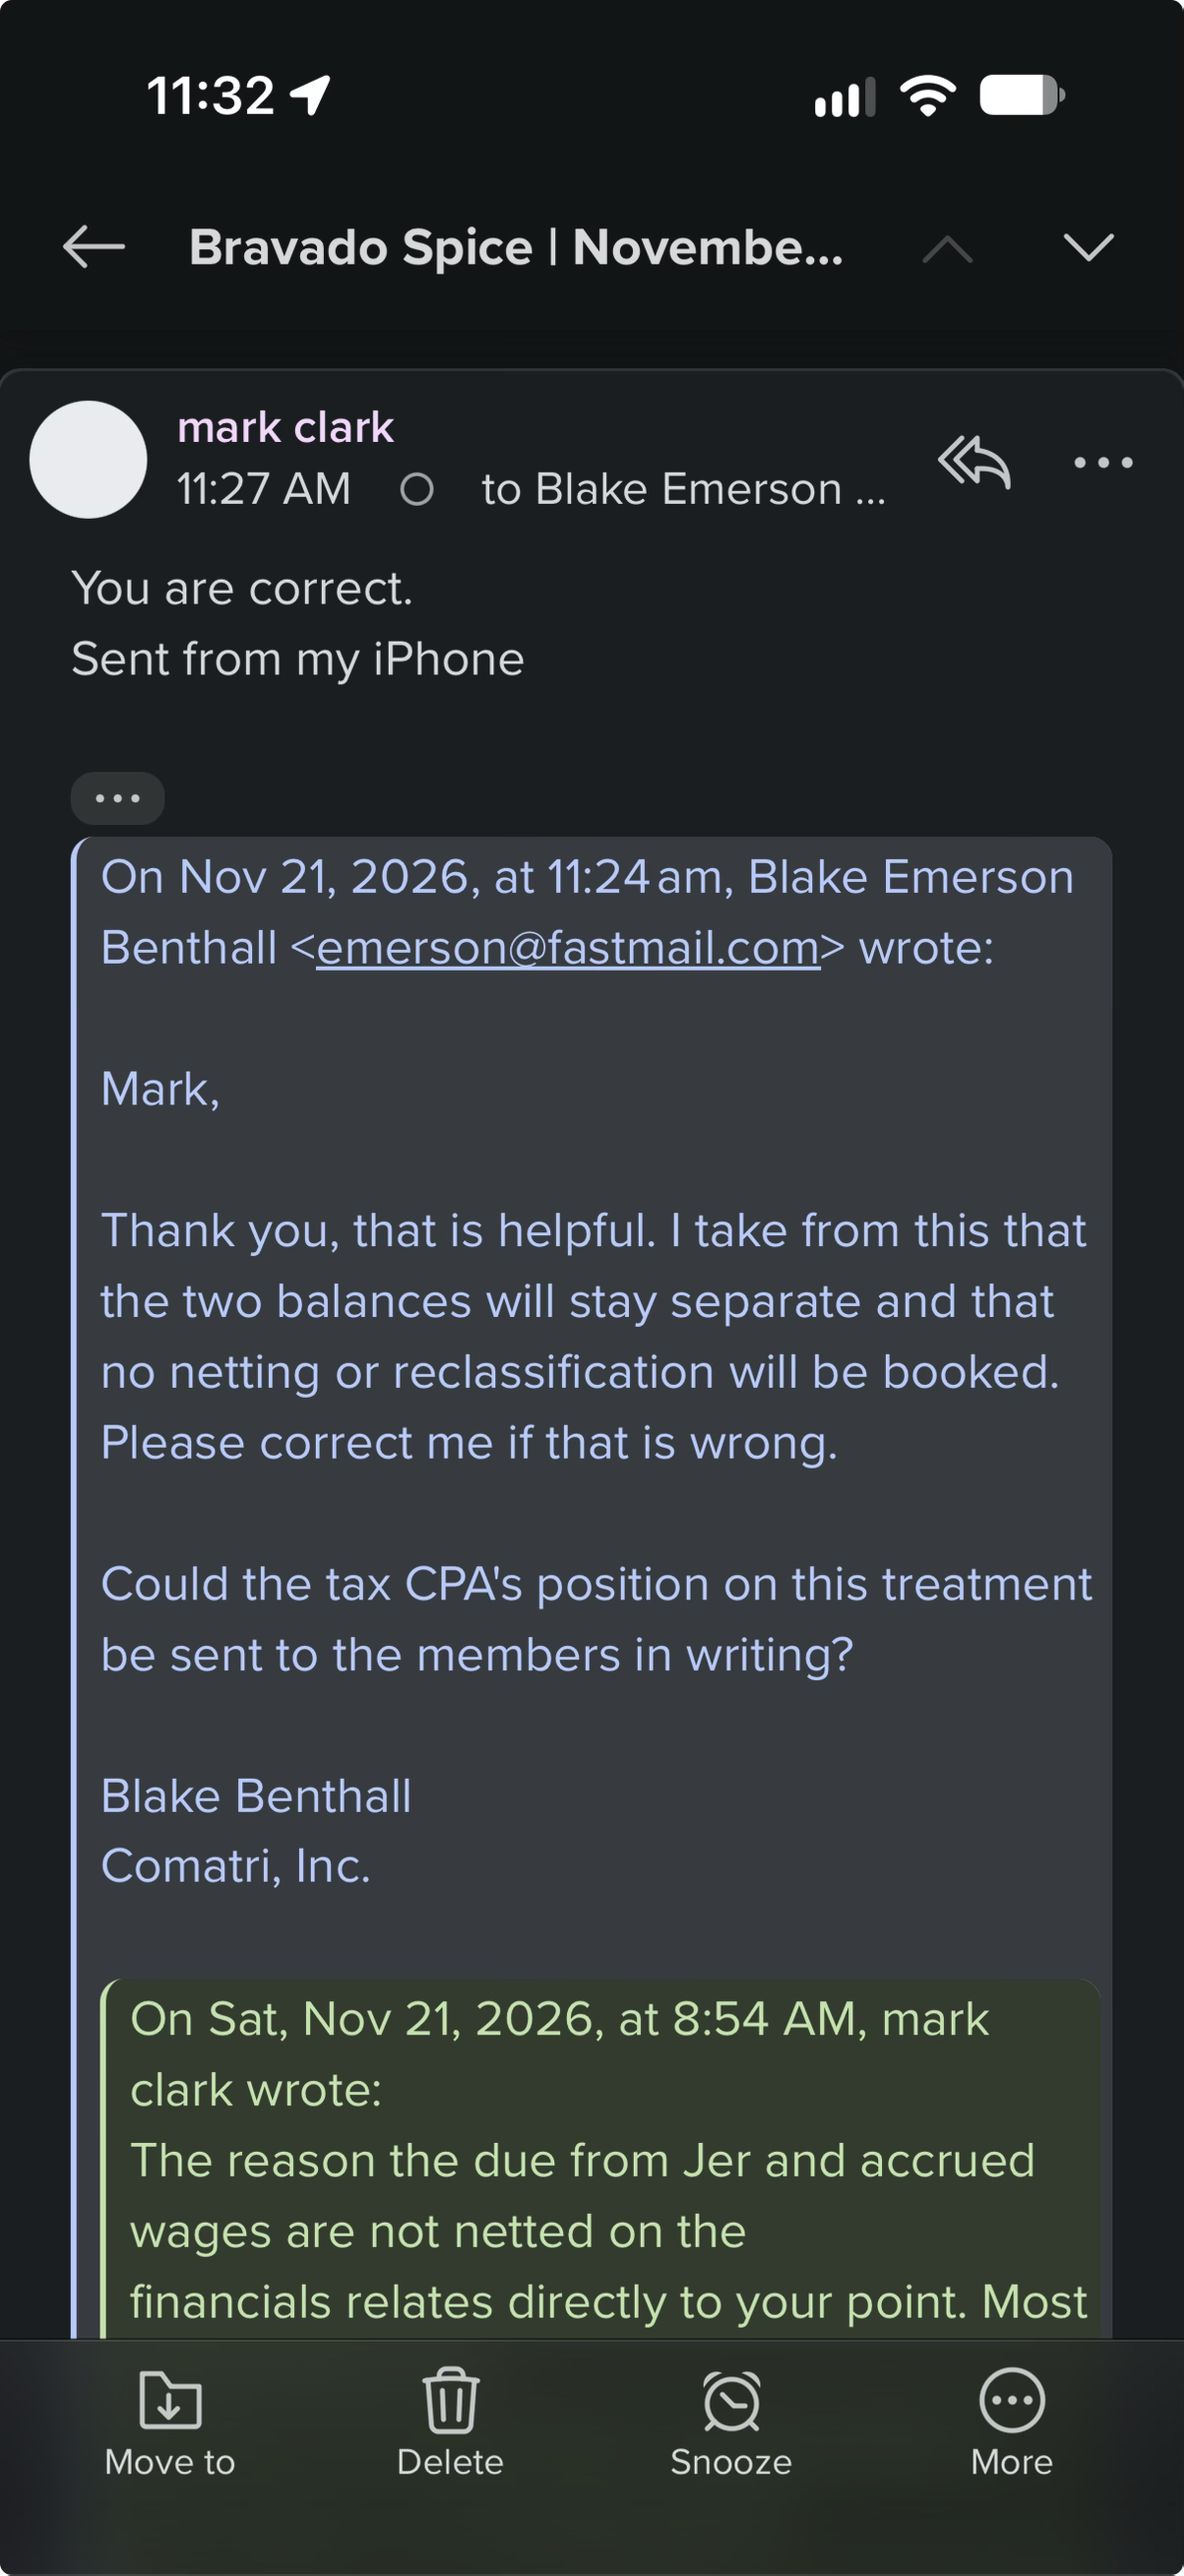 11:32
Bravado Spice | Novembe...
mark clark
11:27 AM to Blake Emerson ...
You are correct.
Sent from my iPhone
On Nov 21, 2026, at 11:24 am, Blake Emerson
Benthall <emerson@fastmail.com> wrote:
Mark,
Thank you, that is helpful. I take from this that
the two balances will stay separate and that
no netting or reclassification will be booked.
Please correct me if that is wrong.
Could the tax CPA's position on this treatment
be sent to the members in writing?
Blake Benthall
Comatri, Inc.
On Sat, Nov 21, 2026, at 8:54 AM, mark
clark wrote:
The reason the due from Jer and accrued
wages are not netted on the
financials relates directly to your point. Most
Move to Delete Snooze More